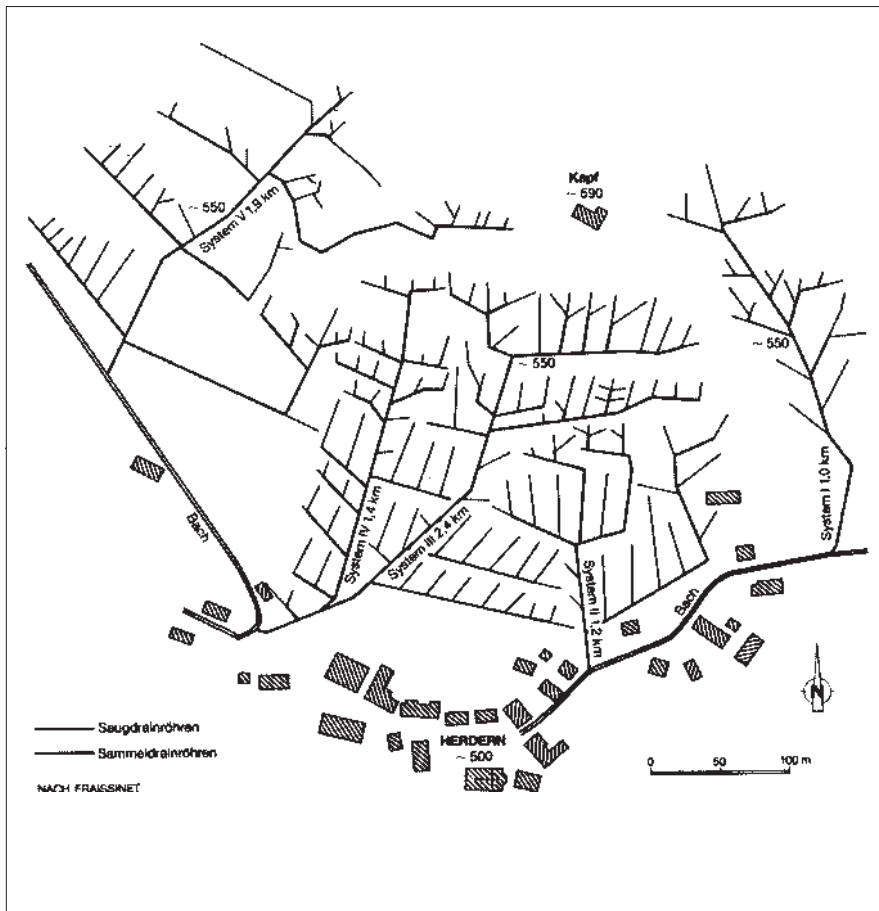 Kapf
~ 590
~ 550
System V 1,9 km
~ 550
~ 550
System I 1,0 km
Bach
System IV 1,4 km
System III 2,4 km
System II 1,2 km
Bach
N
Saugdrainröhren
Sammeldrainröhren
HERDERN
~ 500
0 50 100 m
NACH FRAISSINET